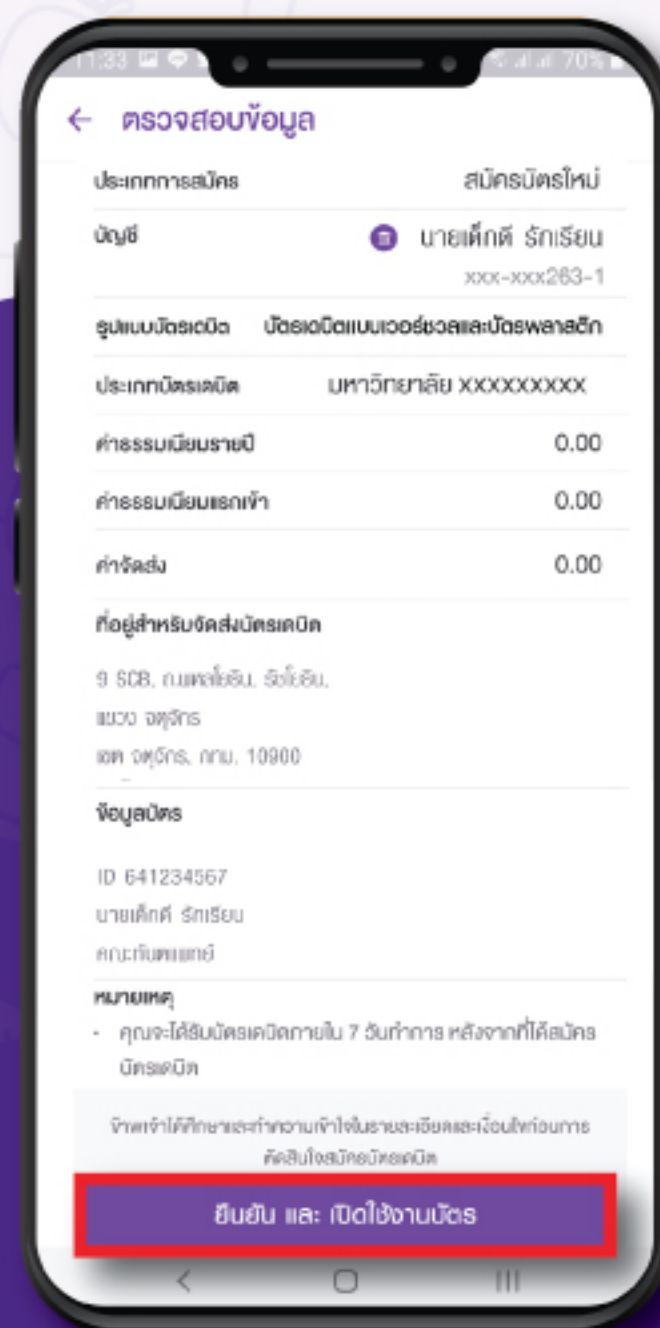 11:33 70%
← ตรวจสอบข้อมูล
ประเภทการสมัคร สมัครบัตรใหม่
บัญชี นายเด็กดี รักเรียน
xxx-xxx263-1
รูปแบบบัตรเดบิต บัตรเดบิตแบบเวอร์ชวลและบัตรพลาสติก
ประเภทบัตรเดบิต มหาวิทยาลัย xxxxxxxxx
ค่าธรรมเนียมรายปี 0.00
ค่าธรรมเนียมแรกเข้า 0.00
ค่าจัดส่ง 0.00
ที่อยู่สำหรับจัดส่งบัตรเดบิต
9 SCB, ถ.แหลโยธิน, รัชโยธิน,
แขวง จตุจักร
เขต จตุจักร, กทม. 10900
ข้อมูลบัตร
ID 641234567
นายเด็กดี รักเรียน
คณะทันตแพทย์
หมายเหตุ
- คุณจะได้รับบัตรเดบิตภายใน 7 วันทำการ หลังจากที่ได้สมัคร
บัตรเดบิต
ข้าพเจ้าได้ศึกษาและทำความเข้าใจในรายละเอียดและเงื่อนไขก่อนการ
ตัดสินใจสมัครบัตรเดบิต
ยืนยัน และ เปิดใช้งานบัตร